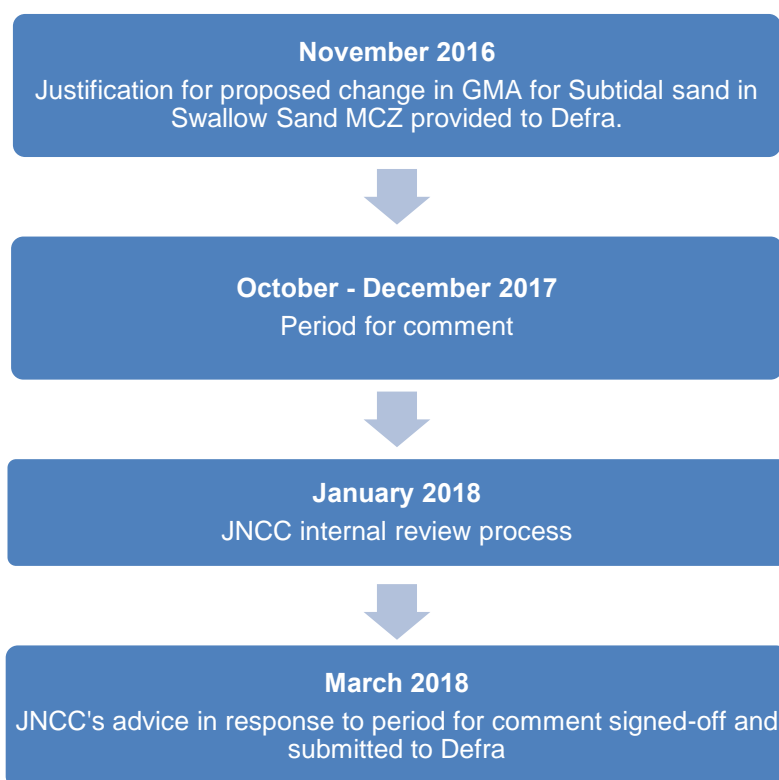 November 2016
Justification for proposed change in GMA for Subtidal sand in
Swallow Sand MCZ provided to Defra.
October - December 2017
Period for comment
January 2018
JNCC internal review process
March 2018
JNCC's advice in response to period for comment signed-off and
submitted to Defra